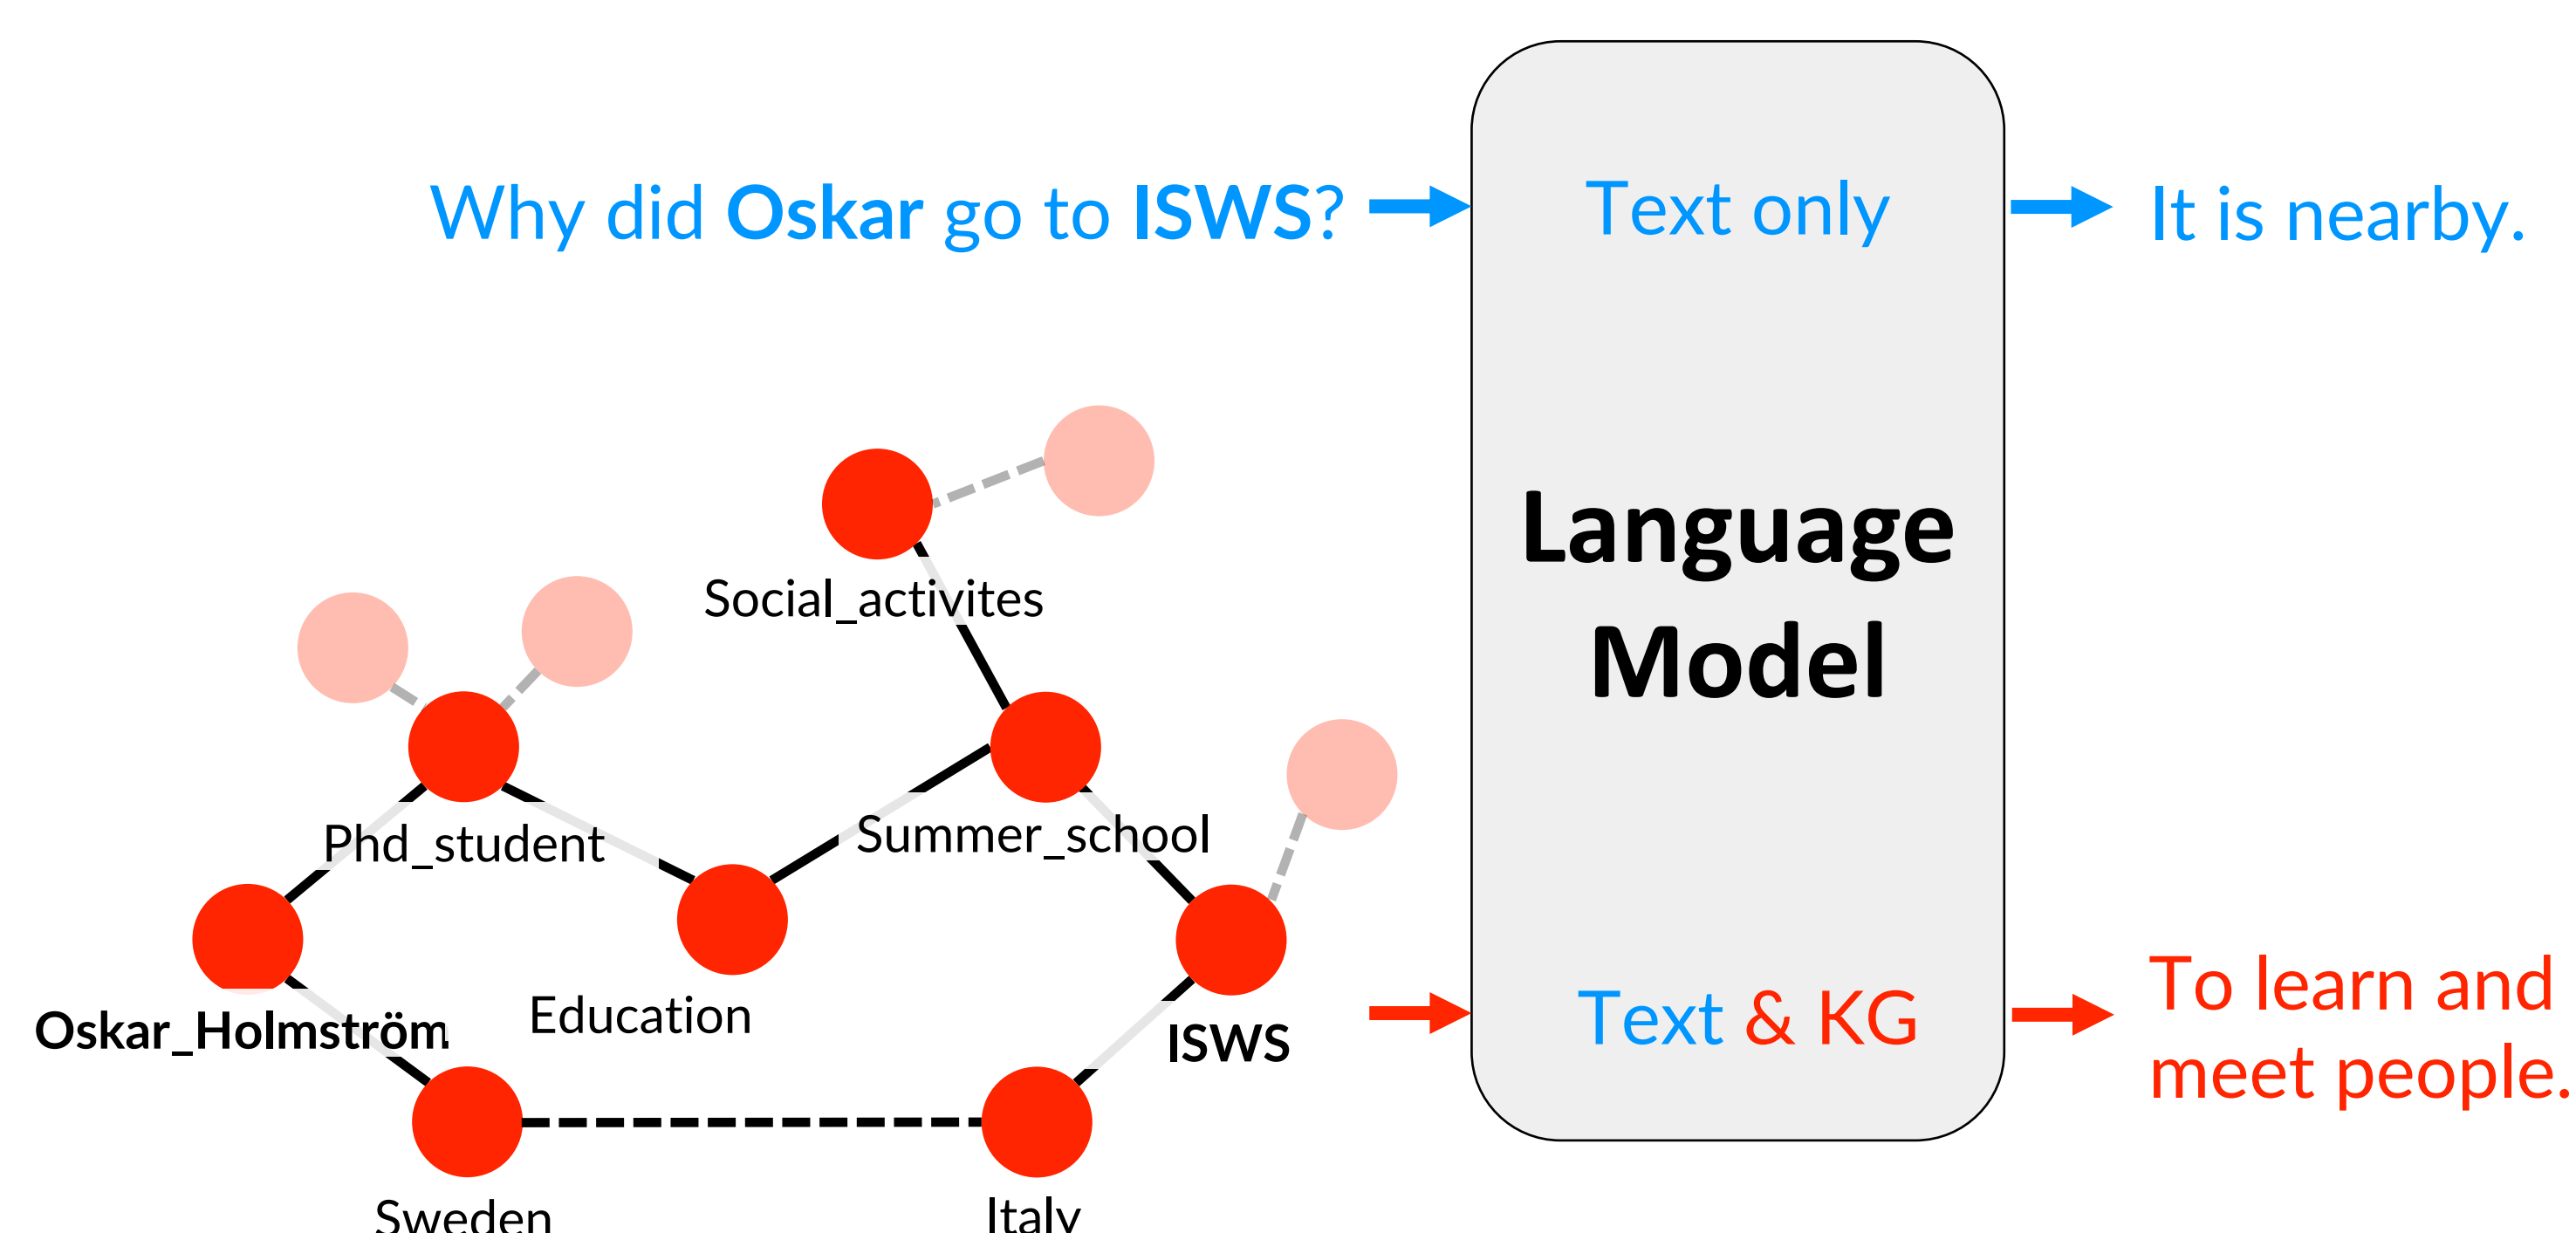 Why did Oskar go to ISWS?
Text only
It is nearby.
Language
Model
Social_activites
Phd_student
Summer_school
Oskar_Holmström
Education
ISWS
Sweden
Italy
Text & KG
To learn and
meet people.